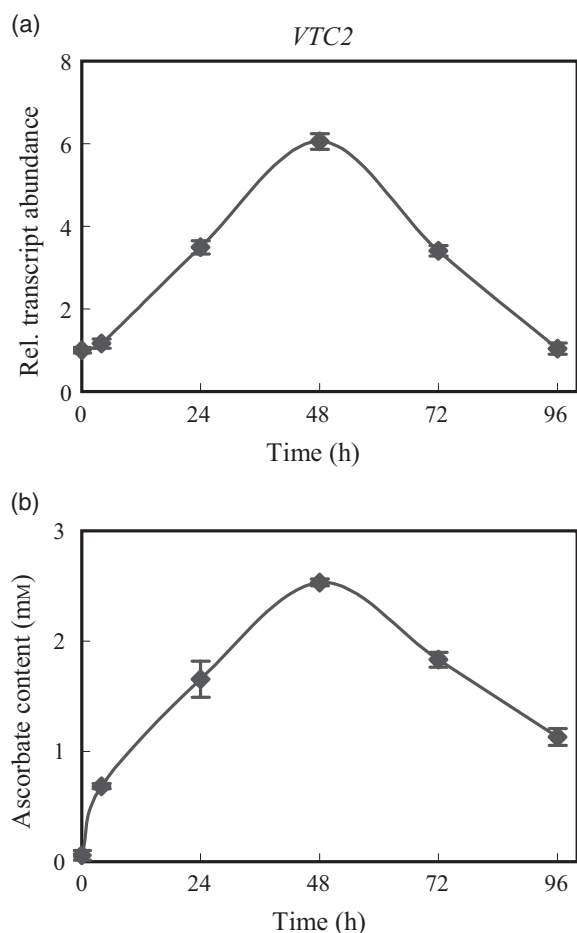 (a)
VTC2
Rel. transcript abundance
8
6
4
2
0
0 24 48 72 96
Time (h)
(b)
Ascorbate content (mM)
3
2
1
0
0 24 48 72 96
Time (h)